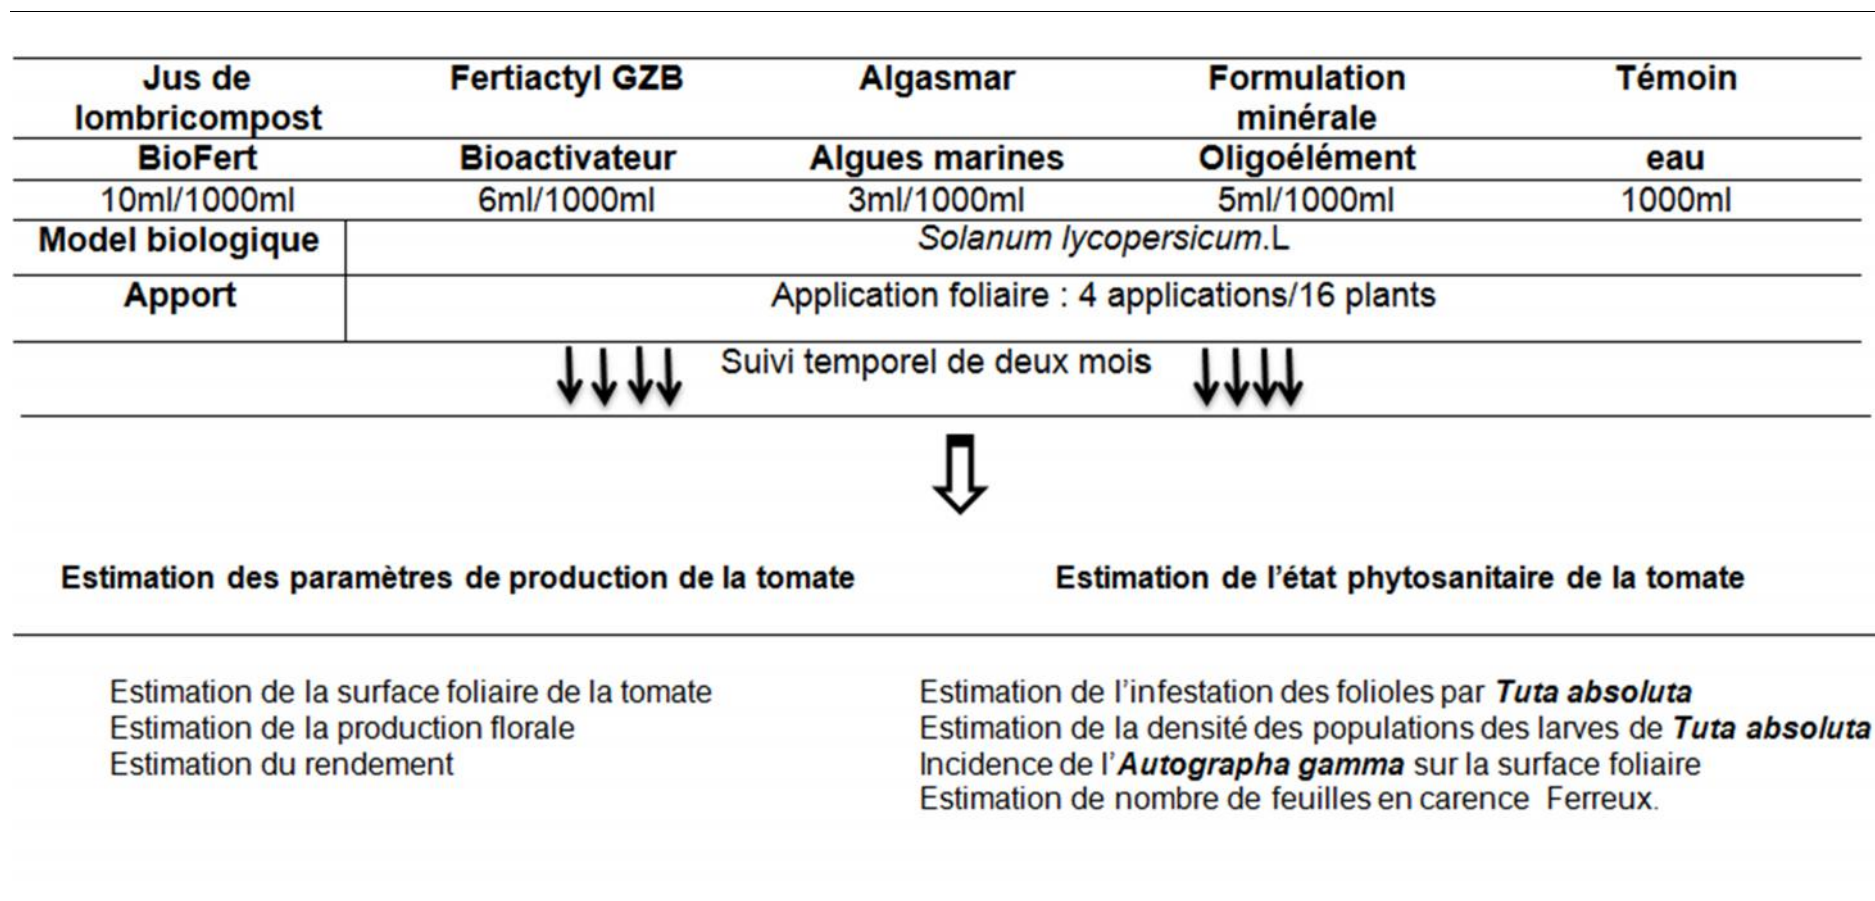 Jus de Fertiactyl GZB Algasmar Formulation Témoin
lombricompost minérale
BioFert Bioactivateur Algues marines Oligoélément eau
10ml/1000ml 6ml/1000ml 3ml/1000ml 5ml/1000ml 1000ml
Model biologique Solanum lycopersicum.L
Apport Application foliaire : 4 applications/16 plants
Suivi temporel de deux mois
Estimation des paramètres de production de la tomate Estimation de l’état phytosanitaire de la tomate
Estimation de la surface foliaire de la tomate Estimation de l’infestation des folioles par Tuta absoluta
Estimation de la production florale Estimation de la densité des populations des larves de Tuta absoluta
Estimation du rendement Incidence de l’Autographa gamma sur la surface foliaire
Estimation de nombre de feuilles en carence Ferreux.